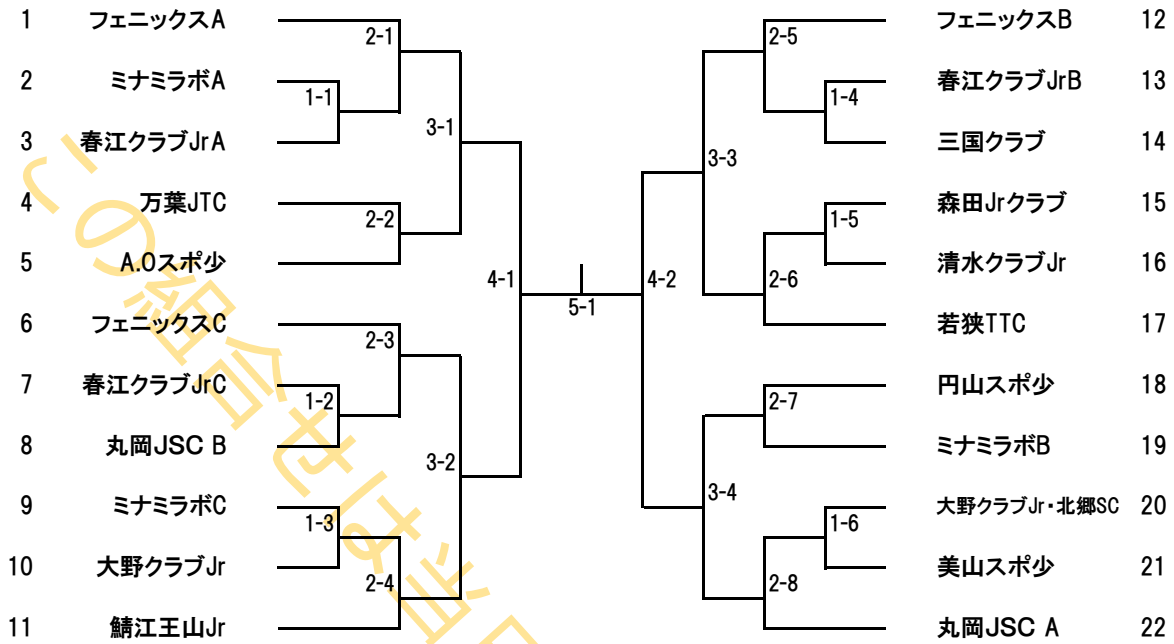 1 フェニックスA
2 ミナミラボA
3 春江クラブJrA
4 万葉JTC
5 A.Oスポ少
6 フェニックスC
7 春江クラブJrC
8 丸岡JSC B
9 ミナミラボC
10 大野クラブJr
11 鯖江王山Jr
2-1
1-1
3-1
2-2
4-1
2-3
1-2
3-2
1-3
2-4
5-1
4-2
2-5
1-4
3-3
1-5
2-6
2-7
3-4
1-6
2-8
フェニックスB 12
春江クラブJrB 13
三国クラブ 14
森田Jrクラブ 15
清水クラブJr 16
若狭TTC 17
円山スポ少 18
ミナミラボB 19
大野クラブJr・北郷SC 20
美山スポ少 21
丸岡JSC A 22
この組合せは当